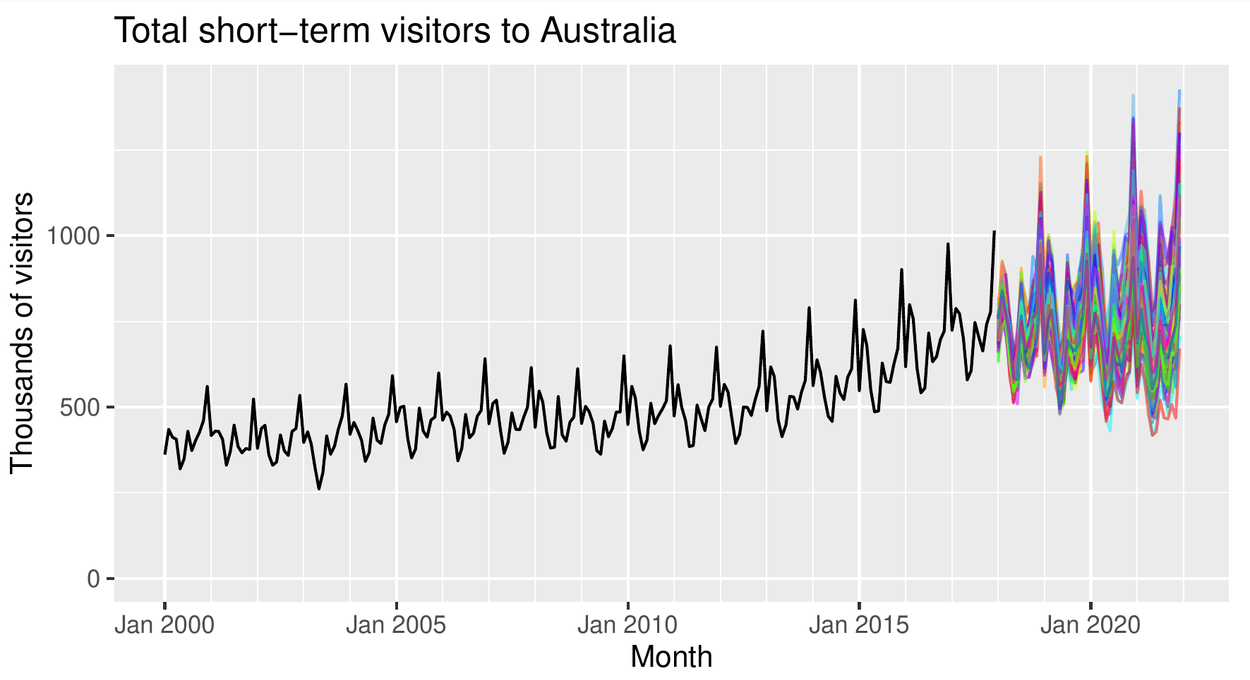 Total short−term visitors to Australia
Thousands of visitors
1000
500
0
Jan 2000 Jan 2005 Jan 2010 Jan 2015 Jan 2020
Month